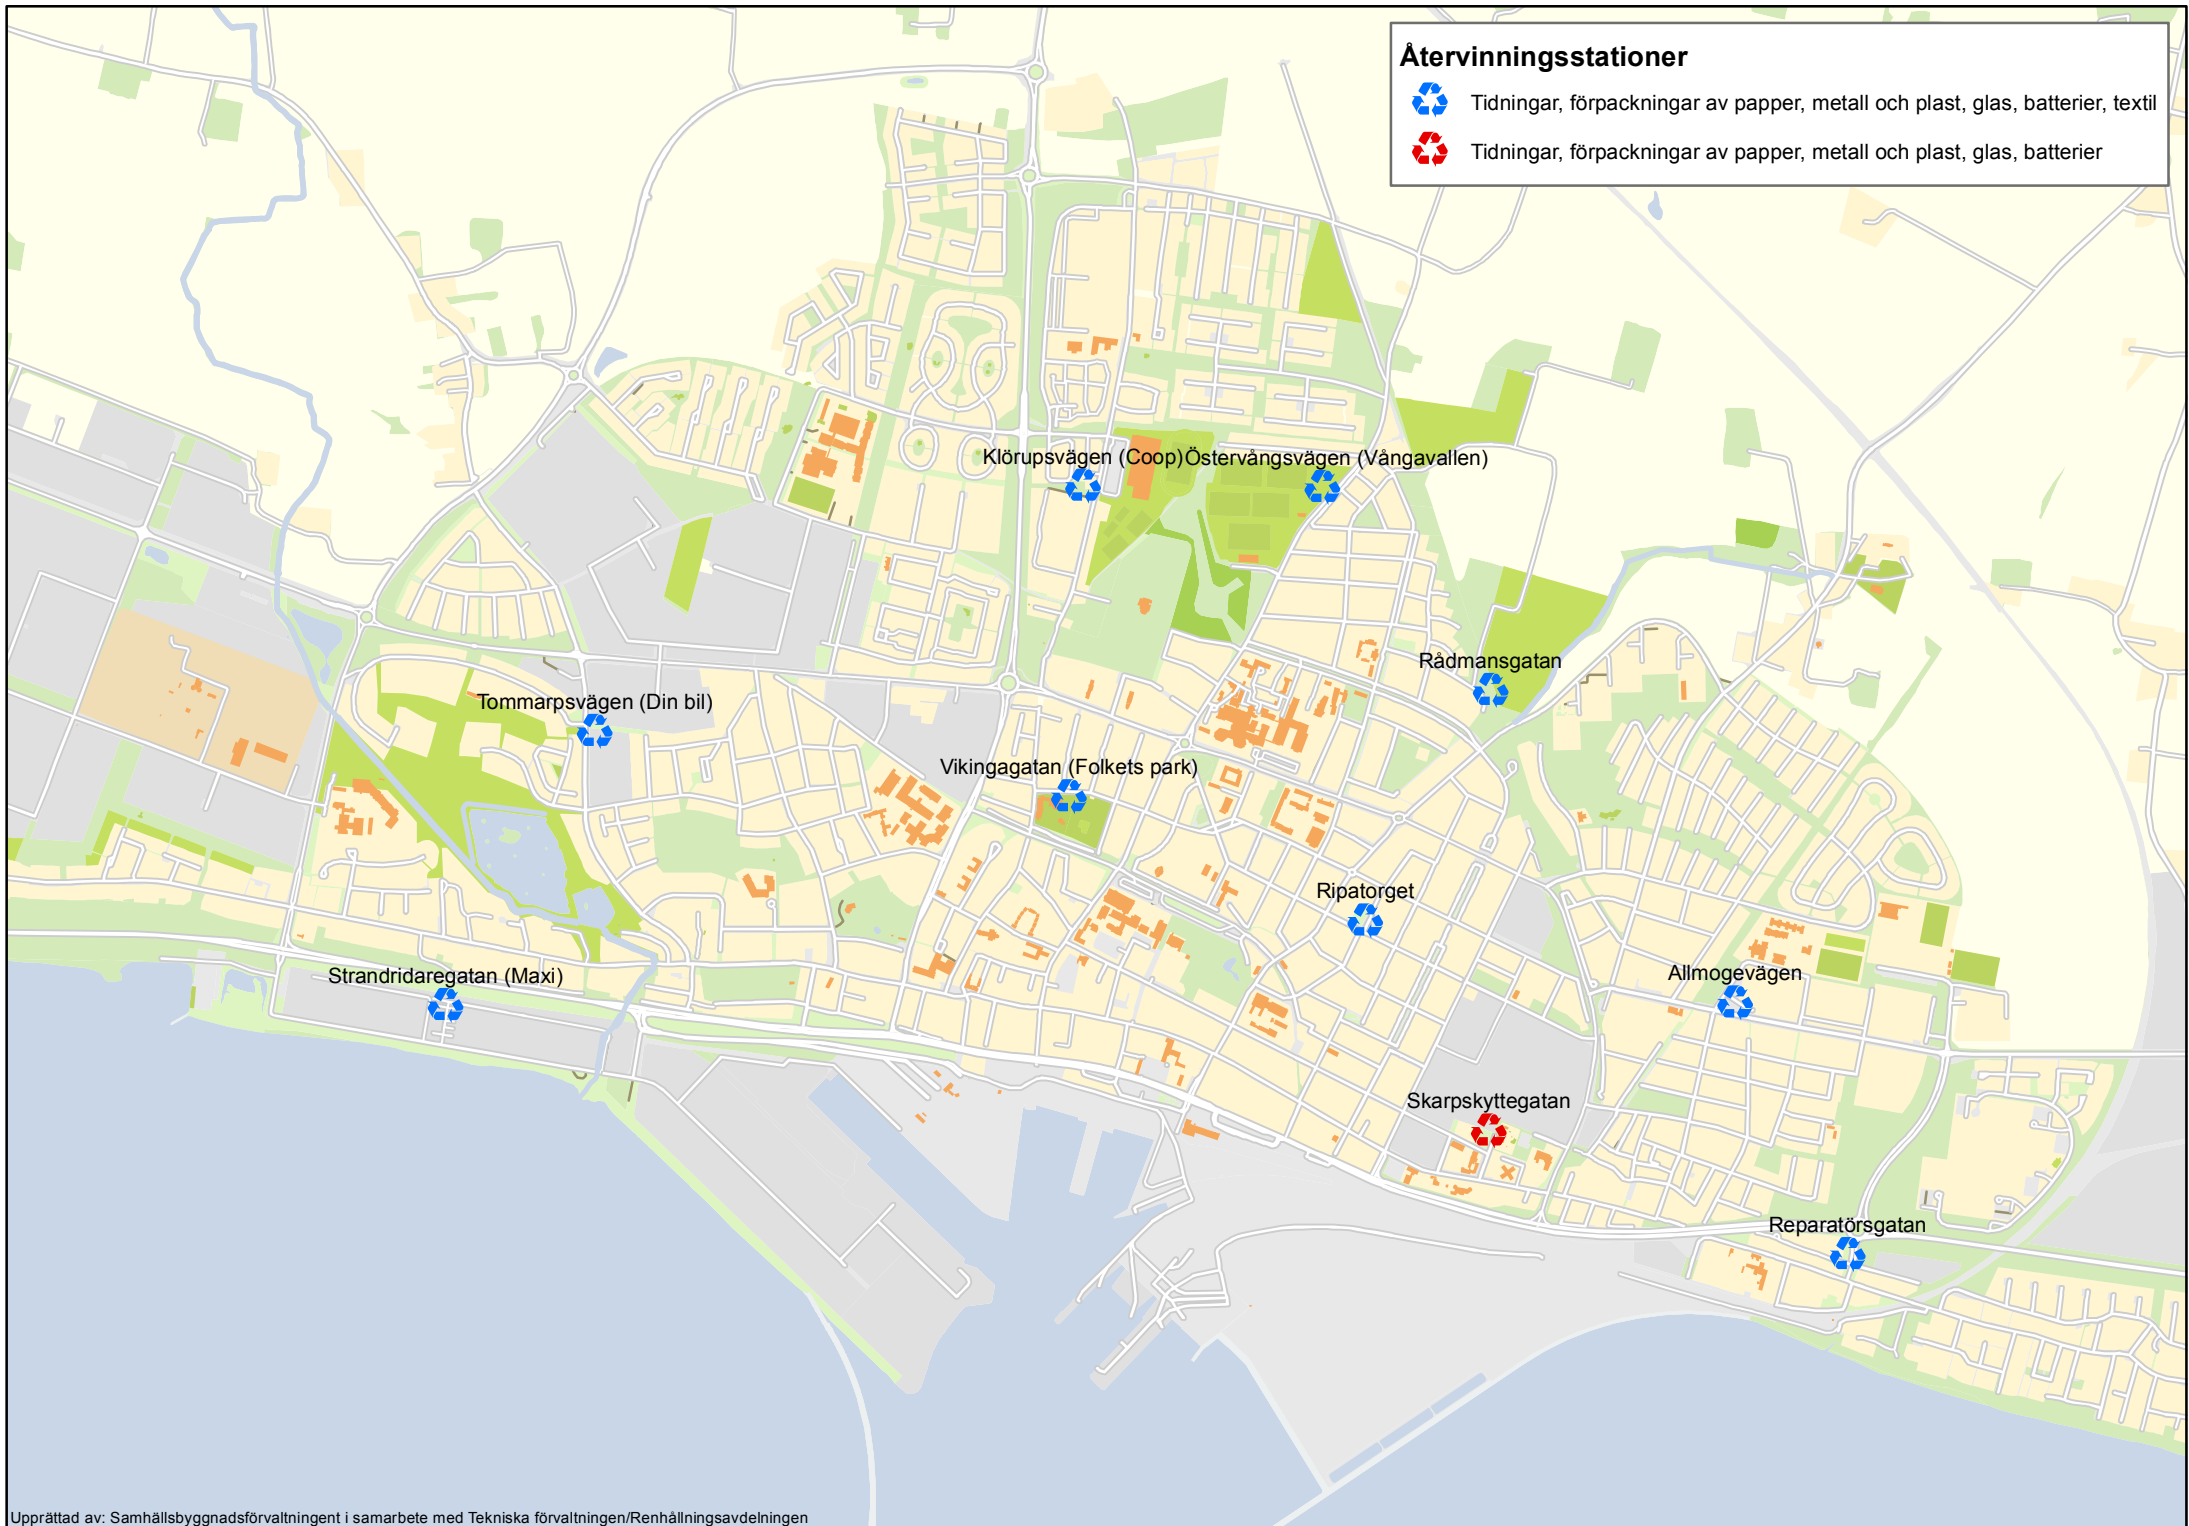 Återvinningsstationer
Tidningar, förpackningar av papper, metall och plast, glas, batterier, textil
Tidningar, förpackningar av papper, metall och plast, glas, batterier
Klörupsvägen (Coop)
Östervångsvägen (Vångavallen)
Rådmansgatan
Tommarpsvägen (Din bil)
Vikingagatan (Folkets park)
Ripatorget
Strandridaregatan (Maxi)
Allmogevägen
Skarpskyttegatan
Reparatörsgatan
Upprättad av: Samhällsbyggnadsförvaltningent i samarbete med Tekniska förvaltningen/Renhållningsavdelningen